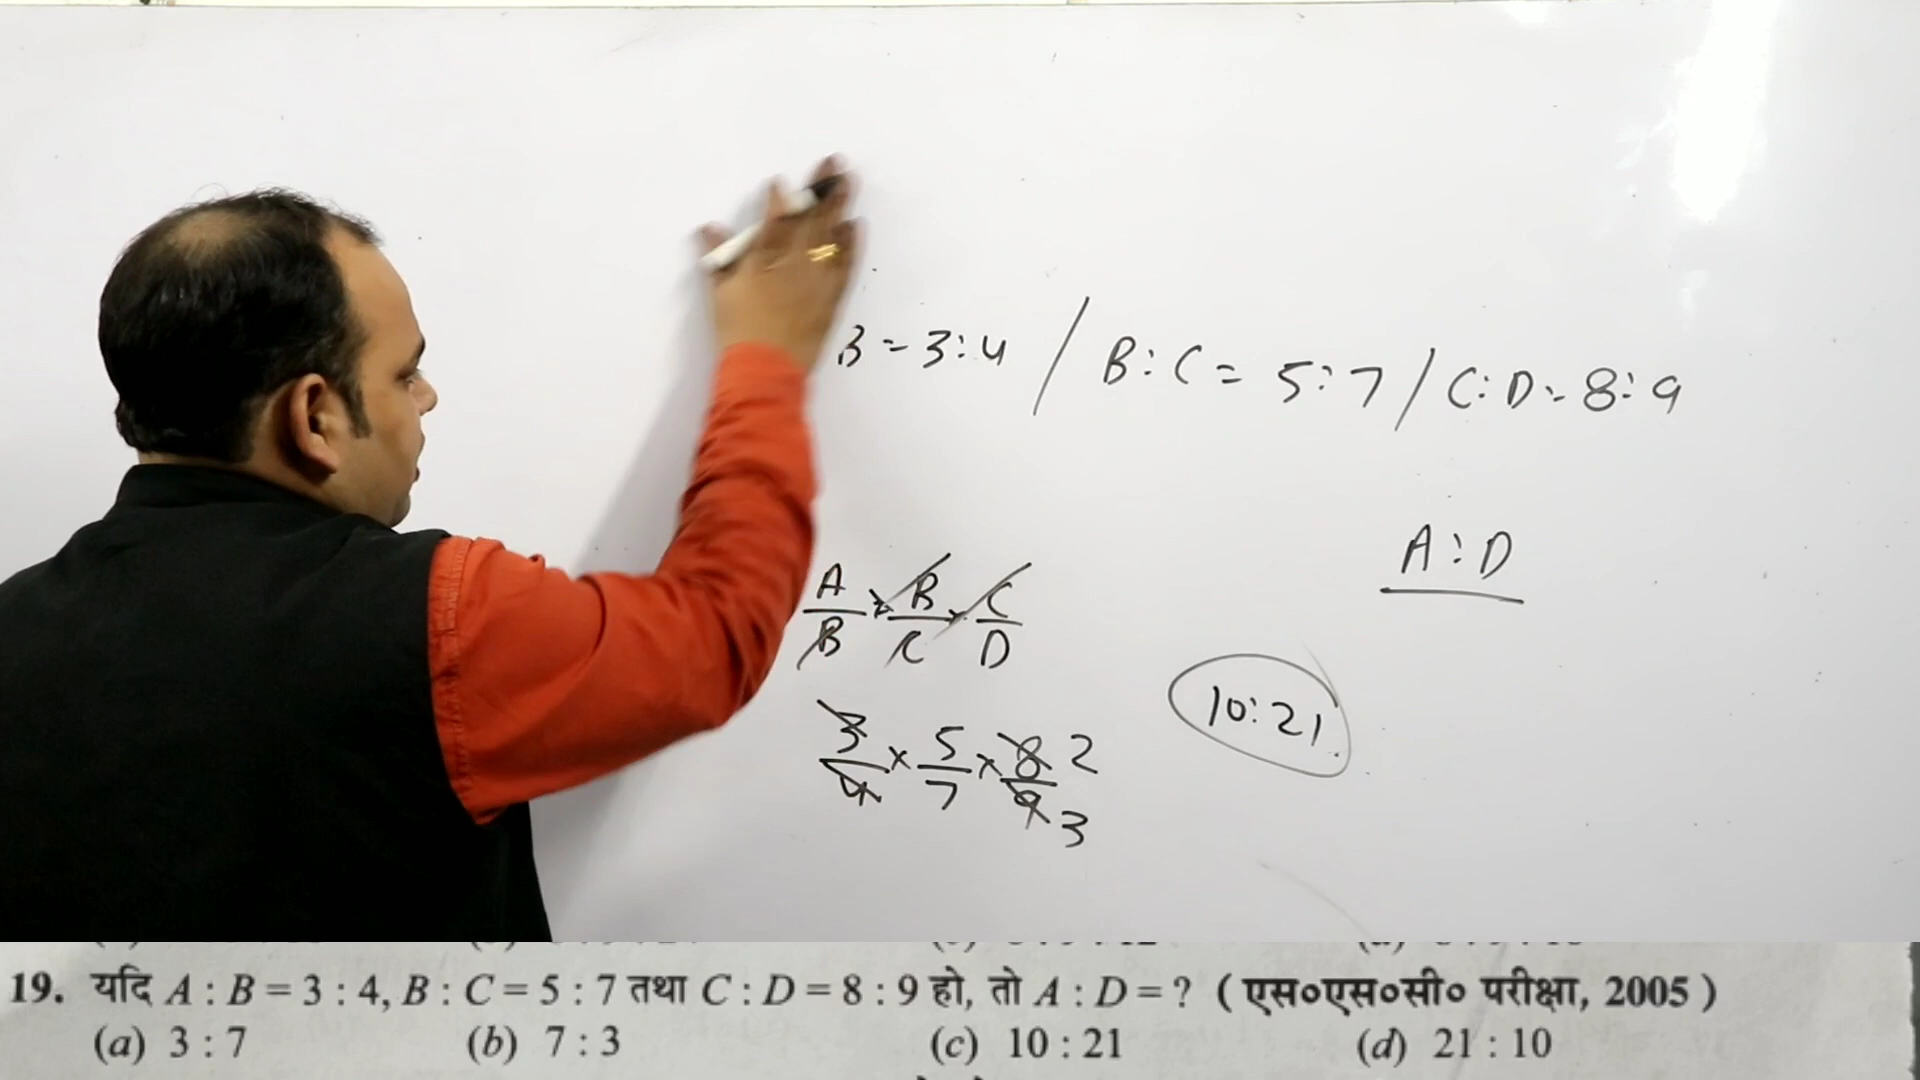 B = 3 : 4 / B : C = 5 : 7 / C : D = 8 : 9
A : D
A/B × B/C × C/D
3/4 × 5/7 × 8/9 2 3
10 : 21
19. यदि A : B = 3 : 4, B : C = 5 : 7 तथा C : D = 8 : 9 हो, तो A : D = ? ( एस०एस०सी० परीक्षा, 2005 )
(a) 3 : 7 (b) 7 : 3 (c) 10 : 21 (d) 21 : 10